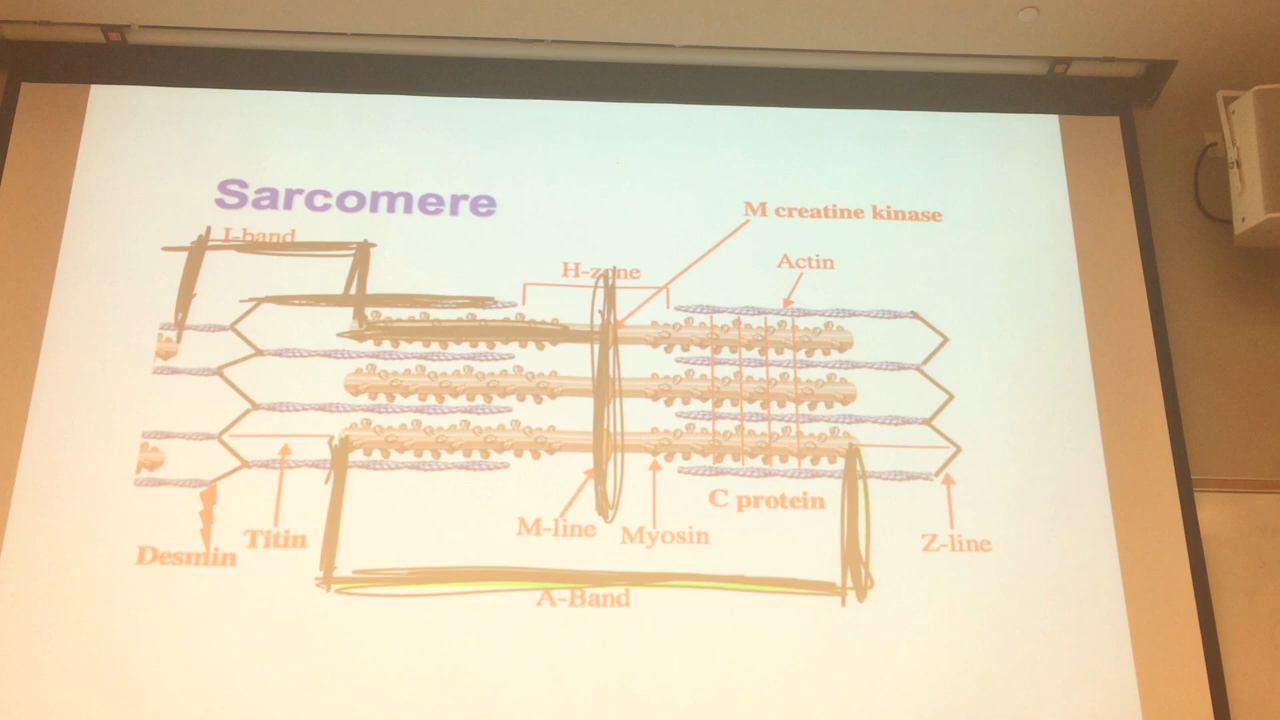 Sarcomere
M creatine kinase
I-band
H-zone
Actin
C protein
M-line
Myosin
Titin
Z-line
Desmin
A-Band